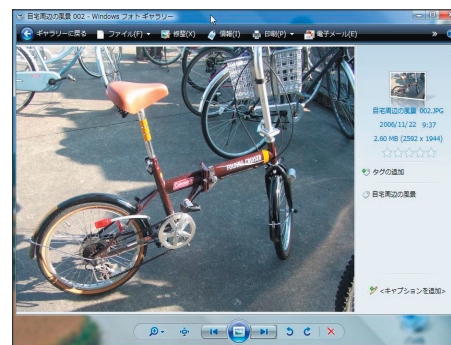 自宅周辺の風景 002 - Windows フォト ギャラリー
ギャラリーに戻る ファイル(F) 修整(X) 情報(I) 印刷(P) 電子メール(E) »
FOLDING CRUISER
自宅周辺の風景 002.JPG
2006/11/22 9:37
2.60 MB (2592 x 1944)
タグの追加
自宅周辺の風景
<キャプションを追加>